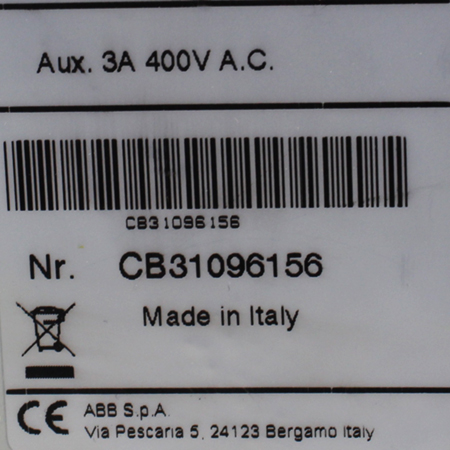 Aux. 3A 400V A.C.
CB31096156
Nr. CB31096156
Made in Italy
CE ABB S.p.A.
Via Pescaria 5, 24123 Bergamo Italy